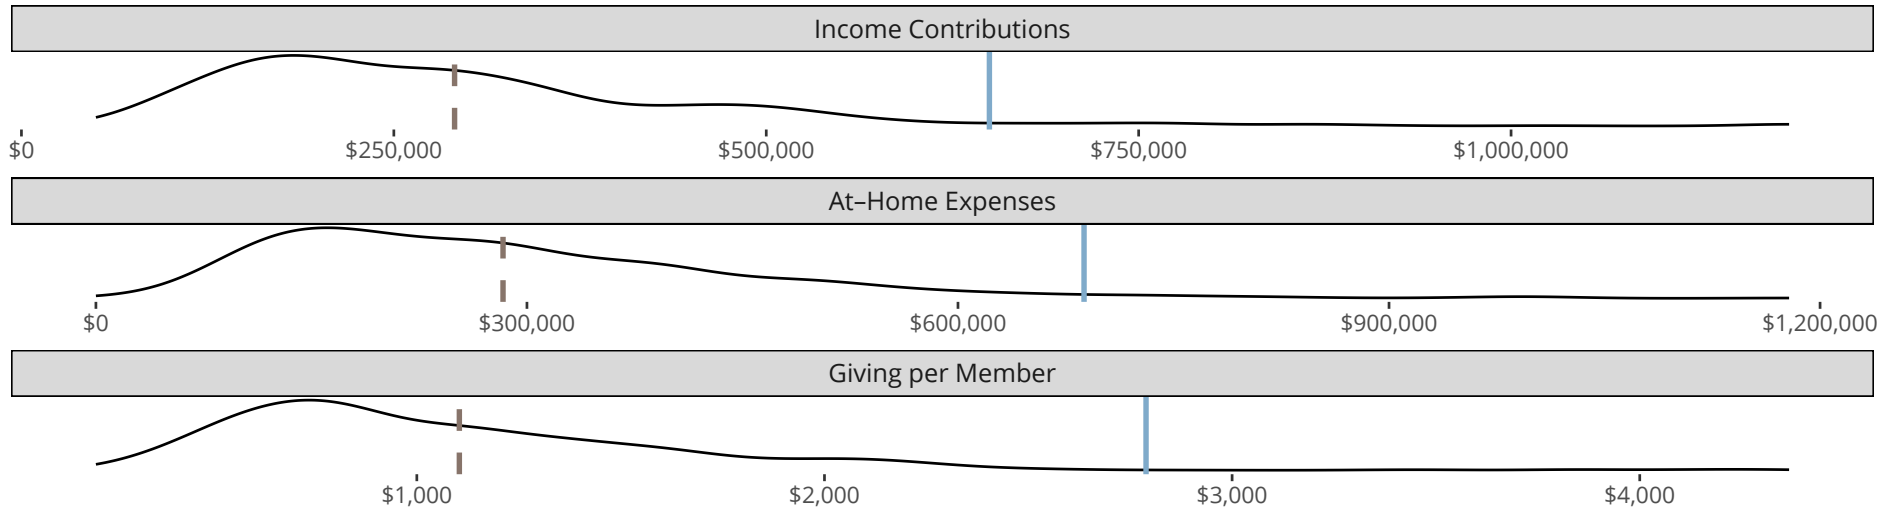 Income Contributions
$0 $250,000 $500,000 $750,000 $1,000,000
At–Home Expenses
$0 $300,000 $600,000 $900,000 $1,200,000
Giving per Member
$1,000 $2,000 $3,000 $4,000